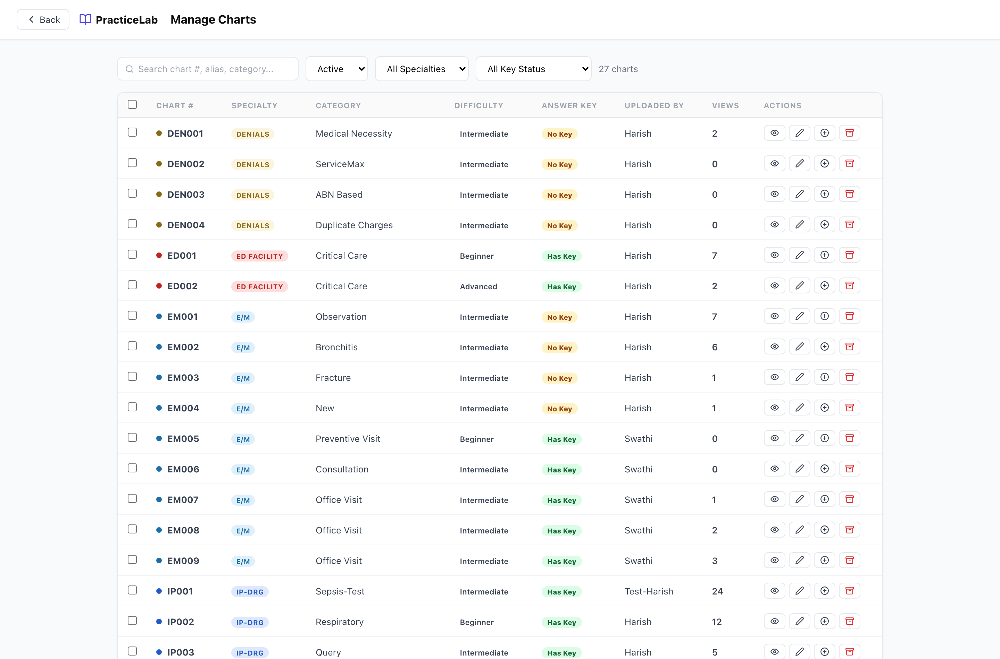 Back PracticeLab Manage Charts
Search chart #, alias, category... Active All Specialties All Key Status 27 charts
CHART # SPECIALTY CATEGORY DIFFICULTY ANSWER KEY UPLOADED BY VIEWS ACTIONS
DEN001 DENIALS Medical Necessity Intermediate No Key Harish 2
DEN002 DENIALS ServiceMax Intermediate No Key Harish 0
DEN003 DENIALS ABN Based Intermediate No Key Harish 0
DEN004 DENIALS Duplicate Charges Intermediate No Key Harish 0
ED001 ED FACILITY Critical Care Beginner Has Key Harish 7
ED002 ED FACILITY Critical Care Advanced Has Key Harish 2
EM001 E/M Observation Intermediate No Key Harish 7
EM002 E/M Bronchitis Intermediate No Key Harish 6
EM003 E/M Fracture Intermediate No Key Harish 1
EM004 E/M New Intermediate No Key Harish 1
EM005 E/M Preventive Visit Beginner Has Key Swathi 0
EM006 E/M Consultation Intermediate Has Key Swathi 0
EM007 E/M Office Visit Intermediate Has Key Swathi 1
EM008 E/M Office Visit Intermediate Has Key Swathi 2
EM009 E/M Office Visit Intermediate Has Key Swathi 3
IP001 IP-DRG Sepsis-Test Intermediate Has Key Test-Harish 24
IP002 IP-DRG Respiratory Beginner Has Key Harish 12
IP003 IP-DRG Query Intermediate Has Key Harish 5